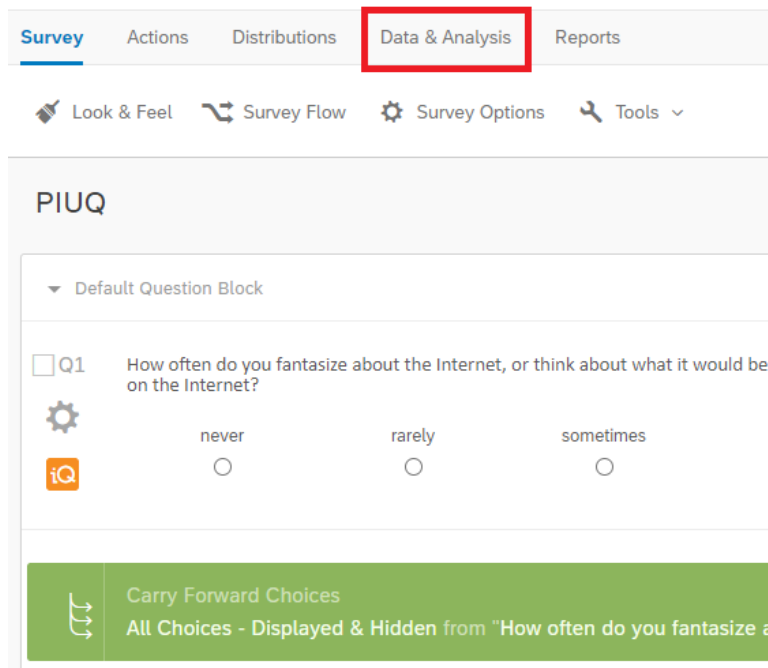 Survey Actions Distributions Data & Analysis Reports
Look & Feel Survey Flow Survey Options Tools
PIUQ
Default Question Block
Q1 How often do you fantasize about the Internet, or think about what it would be
on the Internet?
never rarely sometimes
iQ
Carry Forward Choices
All Choices - Displayed & Hidden from "How often do you fantasize a